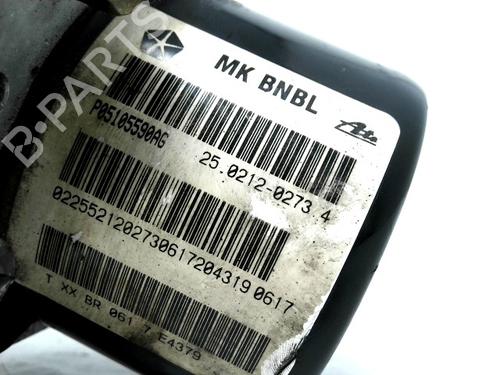 MK BNBL
Ate
P05105590AG
25.0212-0273.4
02255212027306172043190617
T XX BR 061 7 E4379
B-PARTS